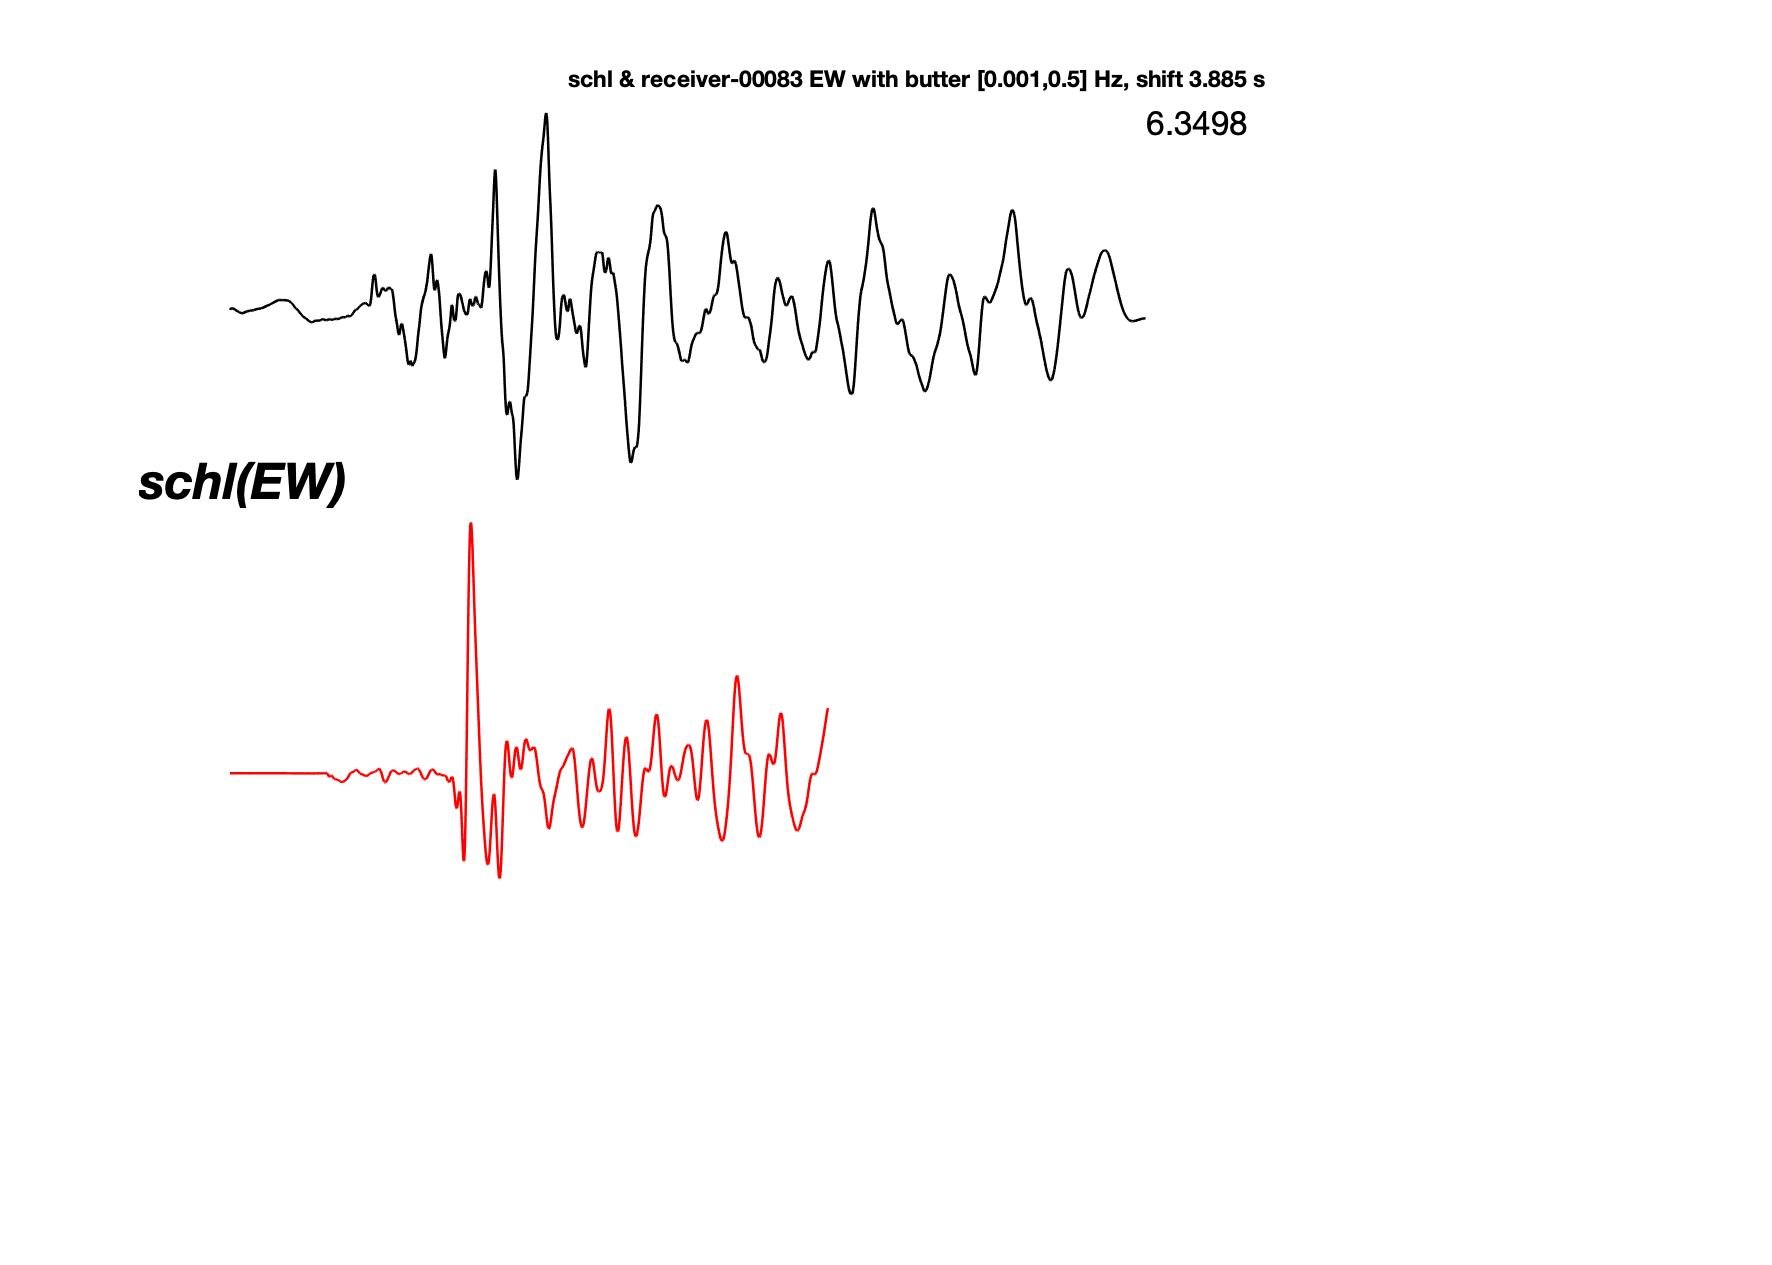 schl & receiver-00083 EW with butter [0.001,0.5] Hz, shift 3.885 s
6.3498
schl(EW)